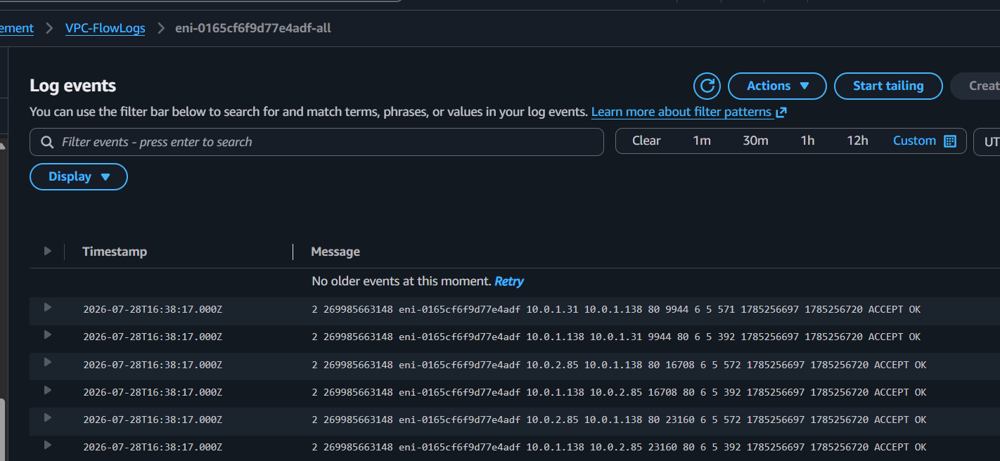 ement > VPC-FlowLogs > eni-0165cf6f9d77e4adf-all
Log events
Actions
Start tailing
Creat
You can use the filter bar below to search for and match terms, phrases, or values in your log events. Learn more about filter patterns
Filter events - press enter to search
Clear 1m 30m 1h 12h Custom UT
Display
Timestamp Message
No older events at this moment. Retry
2026-07-28T16:38:17.000Z 2 269985663148 eni-0165cf6f9d77e4adf 10.0.1.31 10.0.1.138 80 9944 6 5 571 1785256697 1785256720 ACCEPT OK
2026-07-28T16:38:17.000Z 2 269985663148 eni-0165cf6f9d77e4adf 10.0.1.138 10.0.1.31 9944 80 6 5 392 1785256697 1785256720 ACCEPT OK
2026-07-28T16:38:17.000Z 2 269985663148 eni-0165cf6f9d77e4adf 10.0.2.85 10.0.1.138 80 16708 6 5 572 1785256697 1785256720 ACCEPT OK
2026-07-28T16:38:17.000Z 2 269985663148 eni-0165cf6f9d77e4adf 10.0.1.138 10.0.2.85 16708 80 6 5 392 1785256697 1785256720 ACCEPT OK
2026-07-28T16:38:17.000Z 2 269985663148 eni-0165cf6f9d77e4adf 10.0.2.85 10.0.1.138 80 23160 6 5 572 1785256697 1785256720 ACCEPT OK
2026-07-28T16:38:17.000Z 2 269985663148 eni-0165cf6f9d77e4adf 10.0.1.138 10.0.2.85 23160 80 6 5 392 1785256697 1785256720 ACCEPT OK